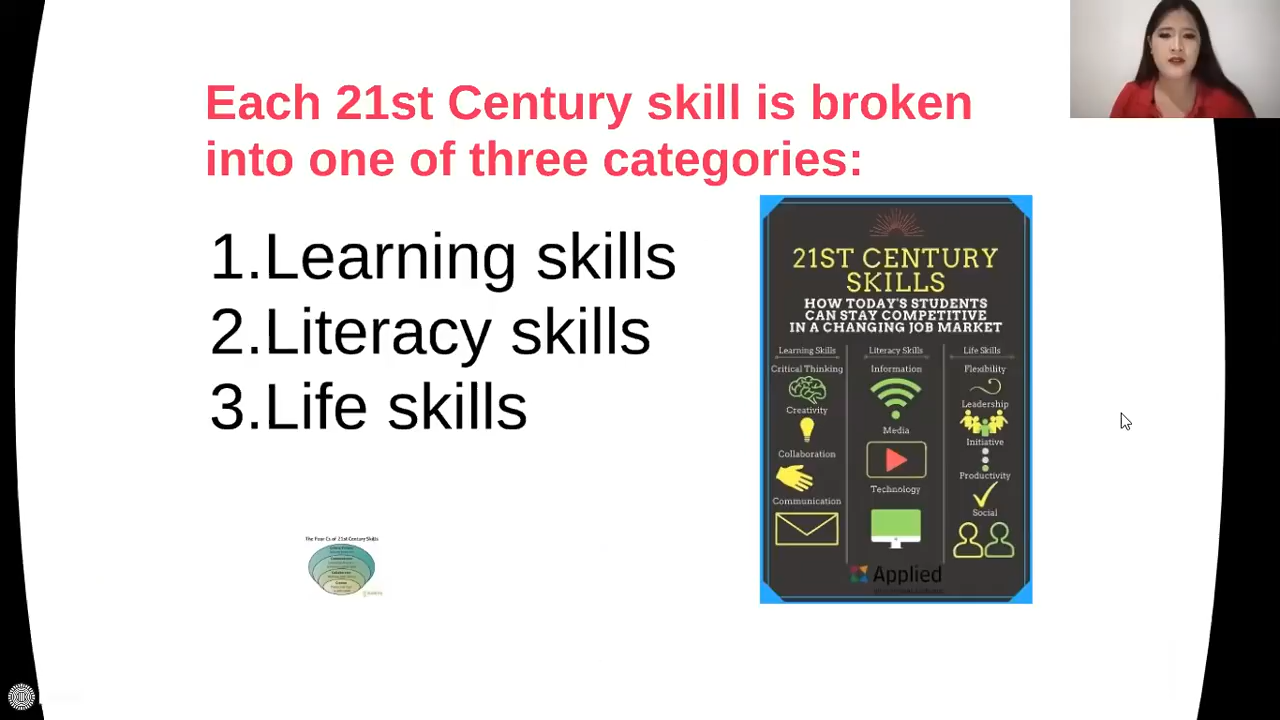 Each 21st Century skill is broken
into one of three categories:
1.Learning skills
2.Literacy skills
3.Life skills
The Four Cs of 21st Century Skills
21ST CENTURY
SKILLS
HOW TODAY'S STUDENTS
CAN STAY COMPETITIVE
IN A CHANGING JOB MARKET
Learning Skills
Critical Thinking
Creativity
Collaboration
Communication
Literacy Skills
Information
Media
Technology
Life Skills
Flexibility
Leadership
Initiative
Productivity
Social
Applied